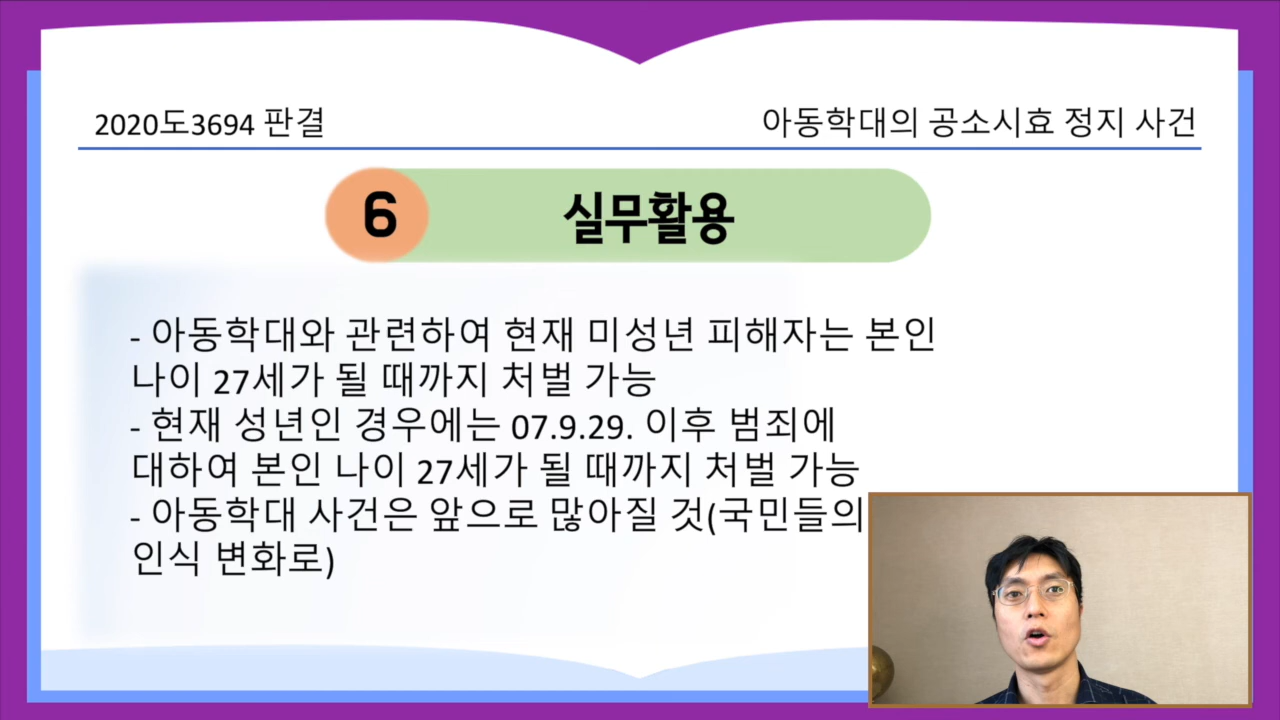 2020도3694 판결
아동학대의 공소시효 정지 사건
6
실무활용
- 아동학대와 관련하여 현재 미성년 피해자는 본인
나이 27세가 될 때까지 처벌 가능
- 현재 성년인 경우에는 07.9.29. 이후 범죄에
대하여 본인 나이 27세가 될 때까지 처벌 가능
- 아동학대 사건은 앞으로 많아질 것(국민들의
인식 변화로)